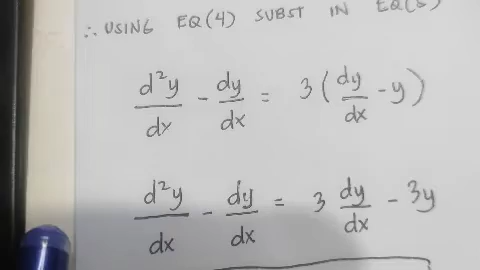 ∴ USING EQ(4) SUBST IN EQ(
d²y/dx - dy/dx = 3(dy/dx - y)
d²y/dx - dy/dx = 3 dy/dx - 3y